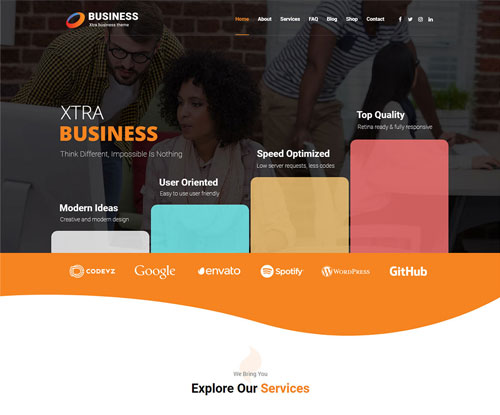 BUSINESS
Xtra business theme
Home About Services FAQ Blog Shop Contact
XTRA
BUSINESS
Think Different, Impossible Is Nothing
Top Quality
Retina ready & fully responsive
Speed Optimized
Low server requests, less codes
User Oriented
Easy to use user friendly
Modern Ideas
Creative and modern design
CODEVZ Google envato Spotify WORDPRESS GitHub
We Bring You
Explore Our Services